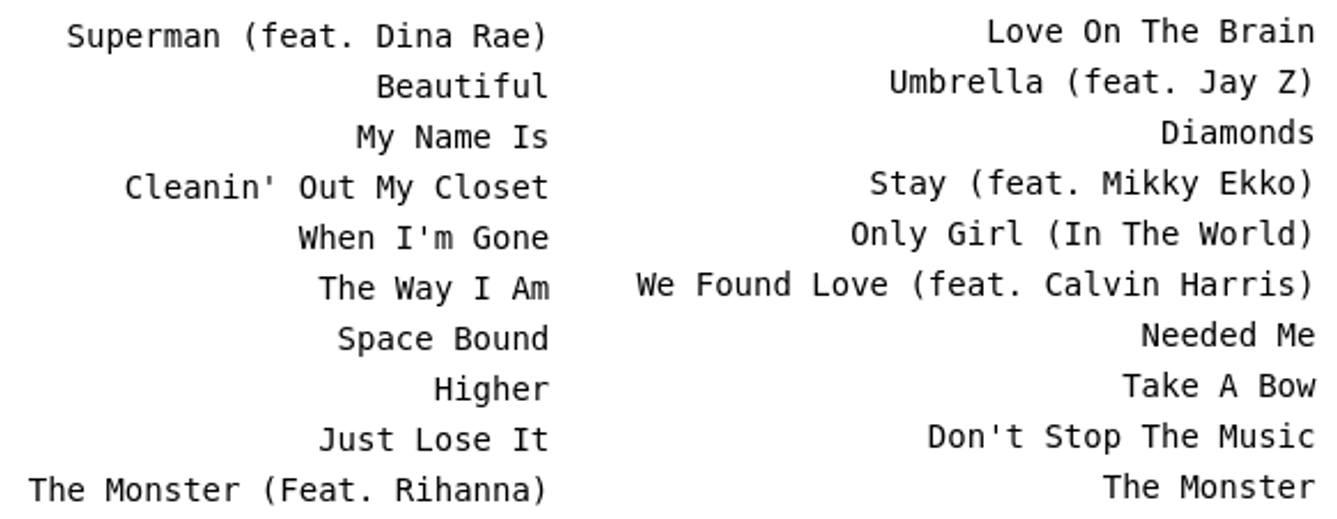 Superman (feat. Dina Rae)
Beautiful
My Name Is
Cleanin' Out My Closet
When I'm Gone
The Way I Am
Space Bound
Higher
Just Lose It
The Monster (Feat. Rihanna)
Love On The Brain
Umbrella (feat. Jay Z)
Diamonds
Stay (feat. Mikky Ekko)
Only Girl (In The World)
We Found Love (feat. Calvin Harris)
Needed Me
Take A Bow
Don't Stop The Music
The Monster